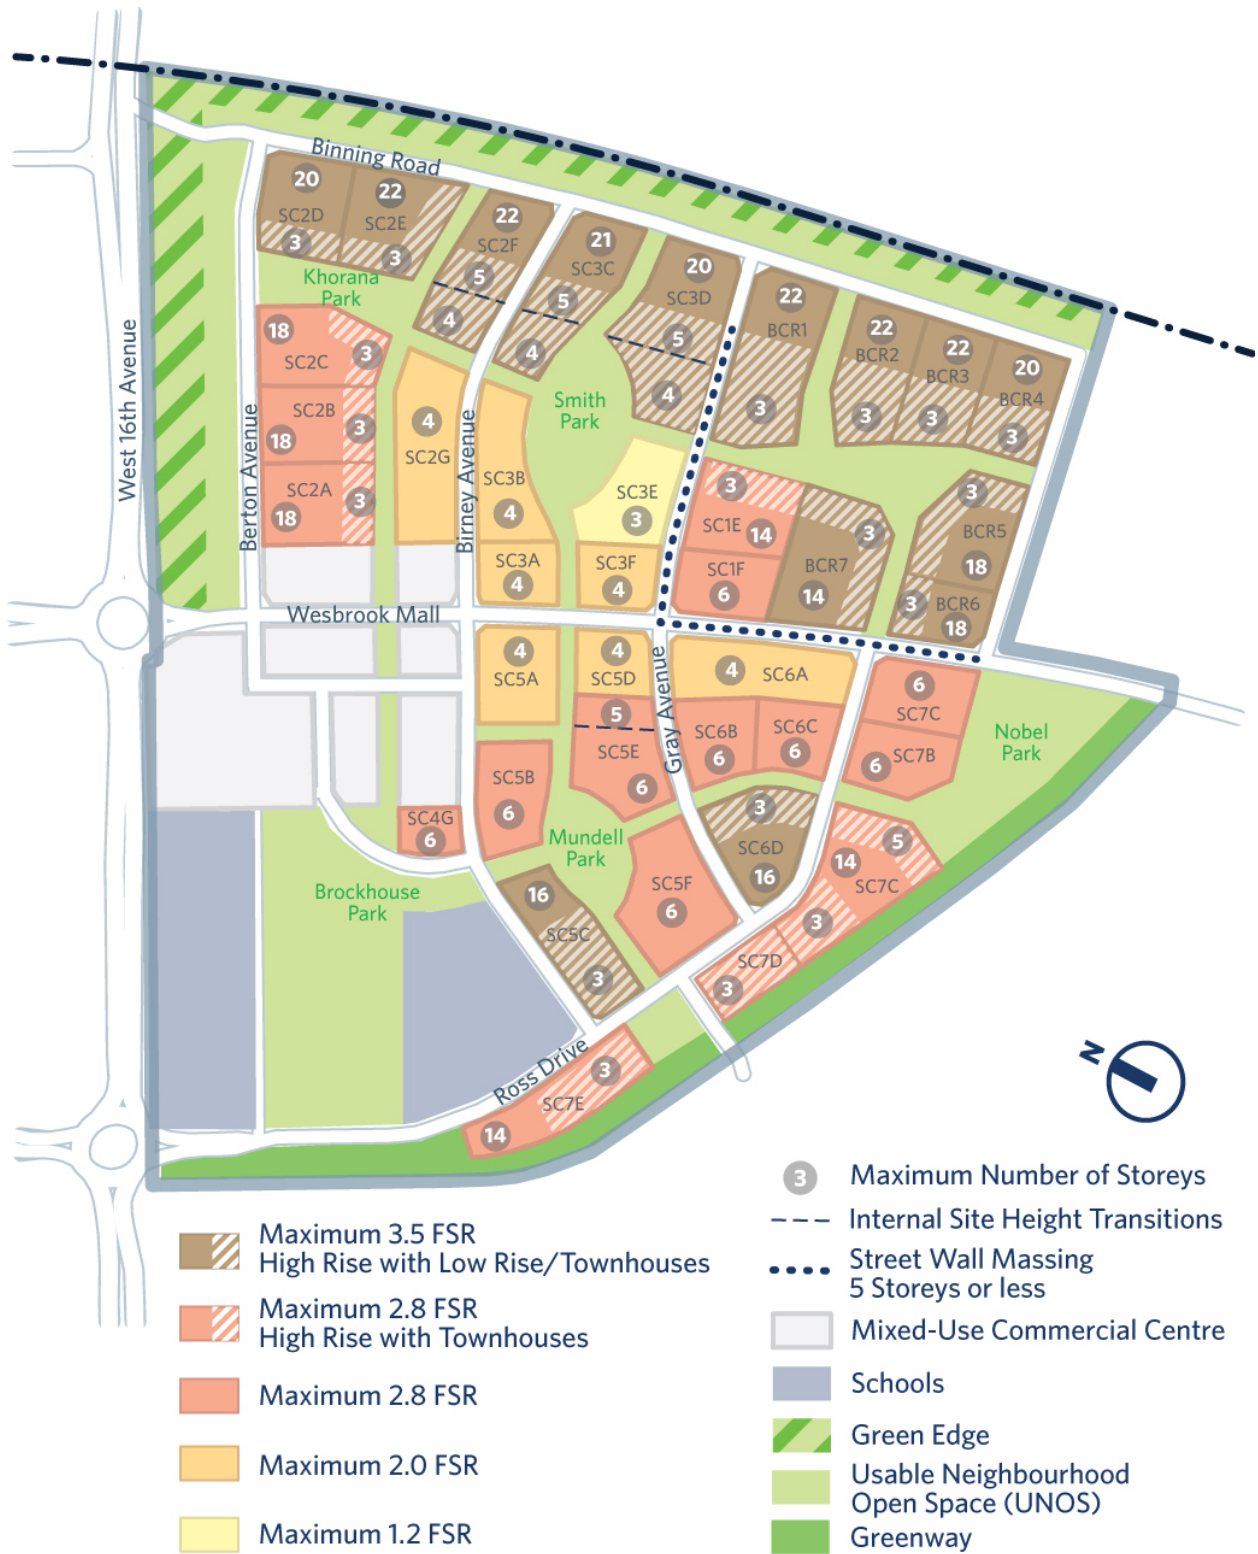 Binning Road
20
SC2D
3
22
SC2E
3
22
SC2F
5
4
21
SC3C
5
4
20
SC3D
5
4
22
BCR1
3
22
BCR2
3
22
BCR3
3
20
BCR4
3
Khorana
Park
18
SC2C
3
SC2B
18
3
SC2A
18
3
4
SC2G
SC3B
4
Smith
Park
SC3E
3
3
SC1E
14
SC1F
6
3
BCR7
14
3
BCR5
18
3
BCR6
18
West 16th Avenue
Berton Avenue
Birney Avenue
SC3A
4
SC3F
4
Wesbrook Mall
4
SC5A
4
SC5D
5
SC5E
6
Gray Avenue
4
SC6A
SC6B
6
SC6C
6
6
SC7C
6
SC7B
Nobel
Park
SC5B
6
SC4G
6
Mundell
Park
3
SC6D
16
5
14
SC7C
3
Brockhouse
Park
16
SC5C
3
SC5F
6
SC7D
3
Ross Drive
3
SC7E
14
N
Maximum 3.5 FSR
High Rise with Low Rise/Townhouses
Maximum 2.8 FSR
High Rise with Townhouses
Maximum 2.8 FSR
Maximum 2.0 FSR
Maximum 1.2 FSR
3
Maximum Number of Storeys
Internal Site Height Transitions
Street Wall Massing
5 Storeys or less
Mixed-Use Commercial Centre
Schools
Green Edge
Usable Neighbourhood
Open Space (UNOS)
Greenway